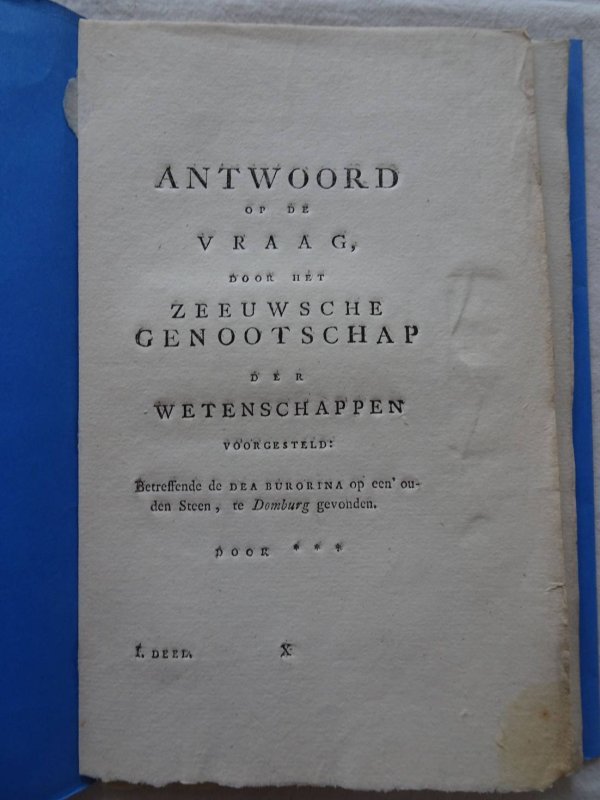 ANTWOORD
OP DE
VRAAG,
DOOR HET
ZEEUWSCHE
GENOOTSCHAP
DER
WETENSCHAPPEN
VOORGESTELD:
Betreffende de DEA BURORINA op een' ou-
den Steen, te Domburg gevonden.
DOOR * * *
I. DEEL. X